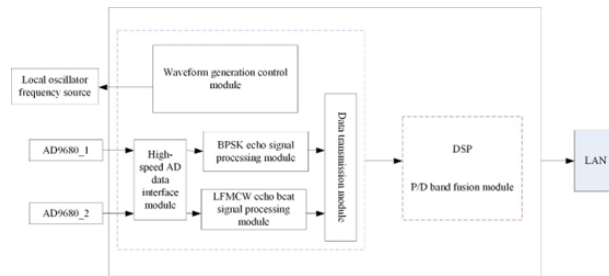 Waveform generation control
module
Local oscillator
frequency source
AD9680_1
AD9680_2
High-
speed AD
data
interface
module
BPSK echo signal
processing module
LFMCW echo beat
signal processing
module
Data transmission module
DSP
P/D band fusion module
LAN